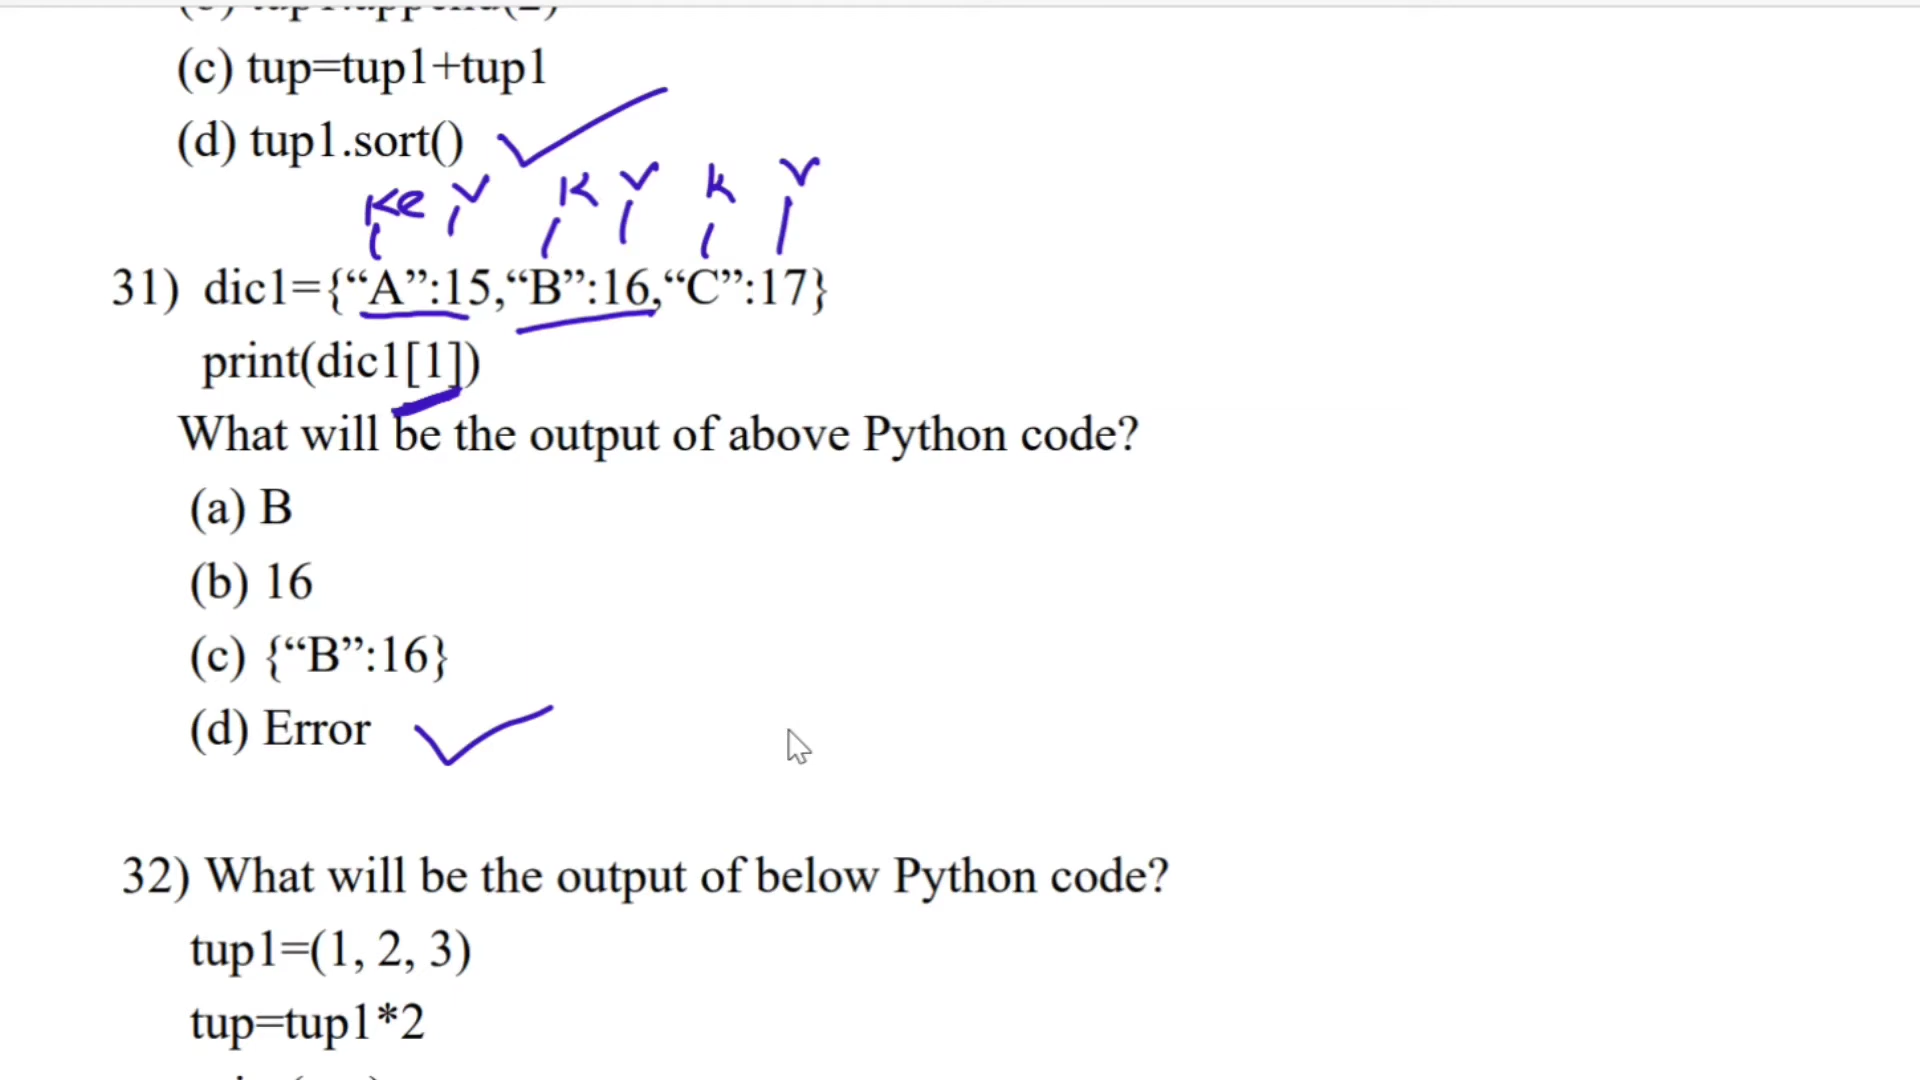 (c) tup=tup1+tup1
(d) tup1.sort()
Ke v K v k v
31) dic1={“A”:15,“B”:16,“C”:17}
print(dic1[1])
What will be the output of above Python code?
(a) B
(b) 16
(c) {“B”:16}
(d) Error
32) What will be the output of below Python code?
tup1=(1, 2, 3)
tup=tup1*2